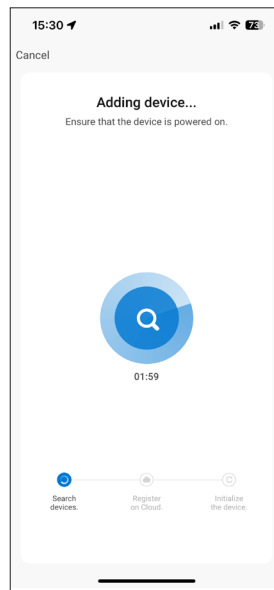 15:30
73
Cancel
Adding device...
Ensure that the device is powered on.
01:59
Search
devices.
Register
on Cloud.
Initialize
the device.